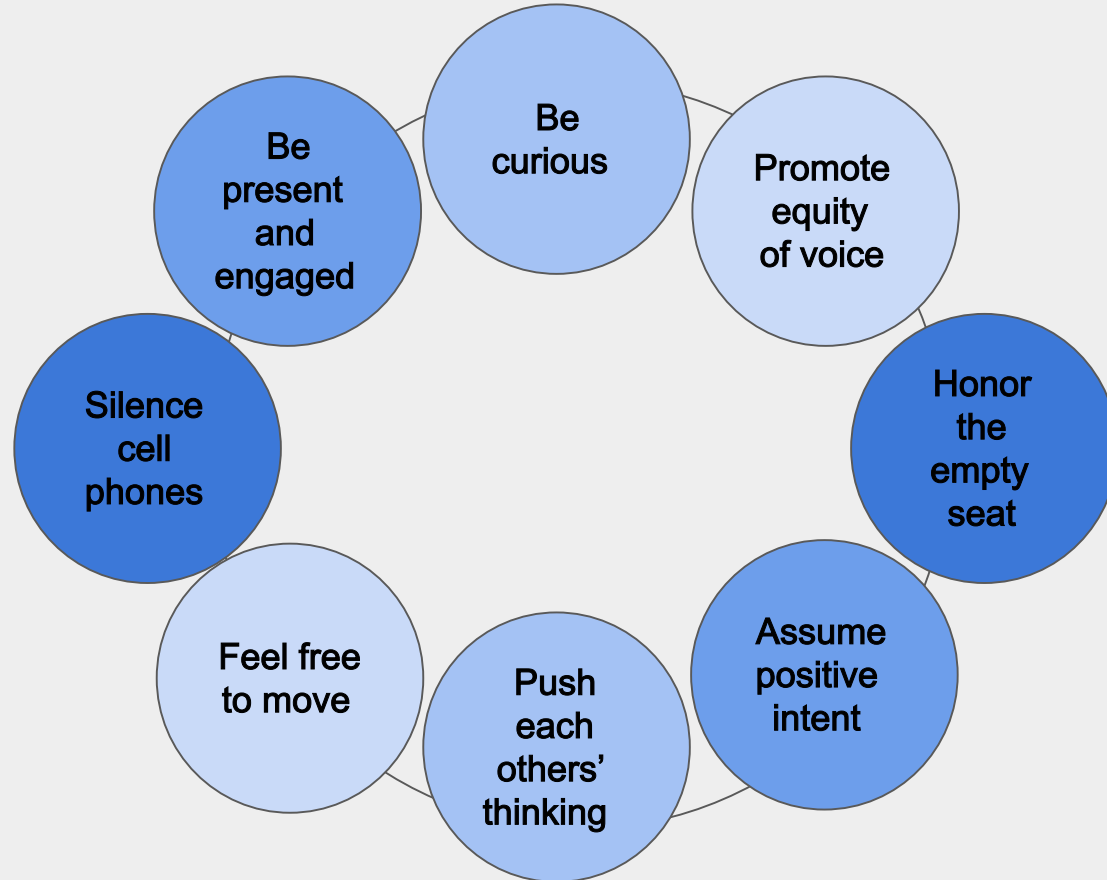 Be
curious
Promote
equity
of voice
Honor
the
empty
seat
Assume
positive
intent
Push
each
others’
thinking
Feel free
to move
Silence
cell
phones
Be
present
and
engaged